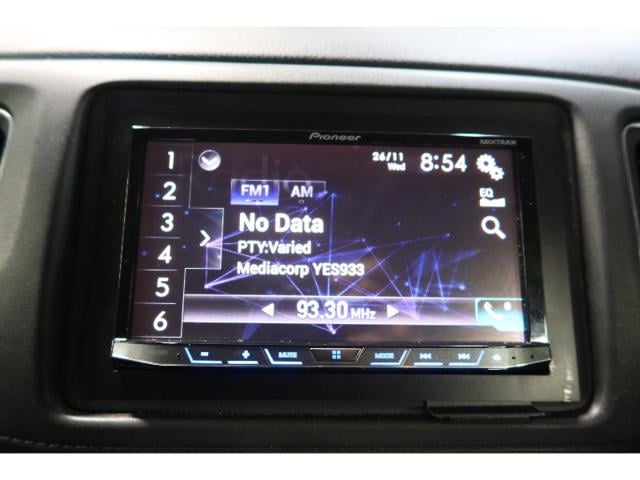 Pioneer
MIXTRAX
1
2
3
4
5
6
26/11
Wed
8:54
FM1
AM
EQ
No Data
PTY:Varied
Mediacorp YES933
93.30 MHz
MUTE
MODE